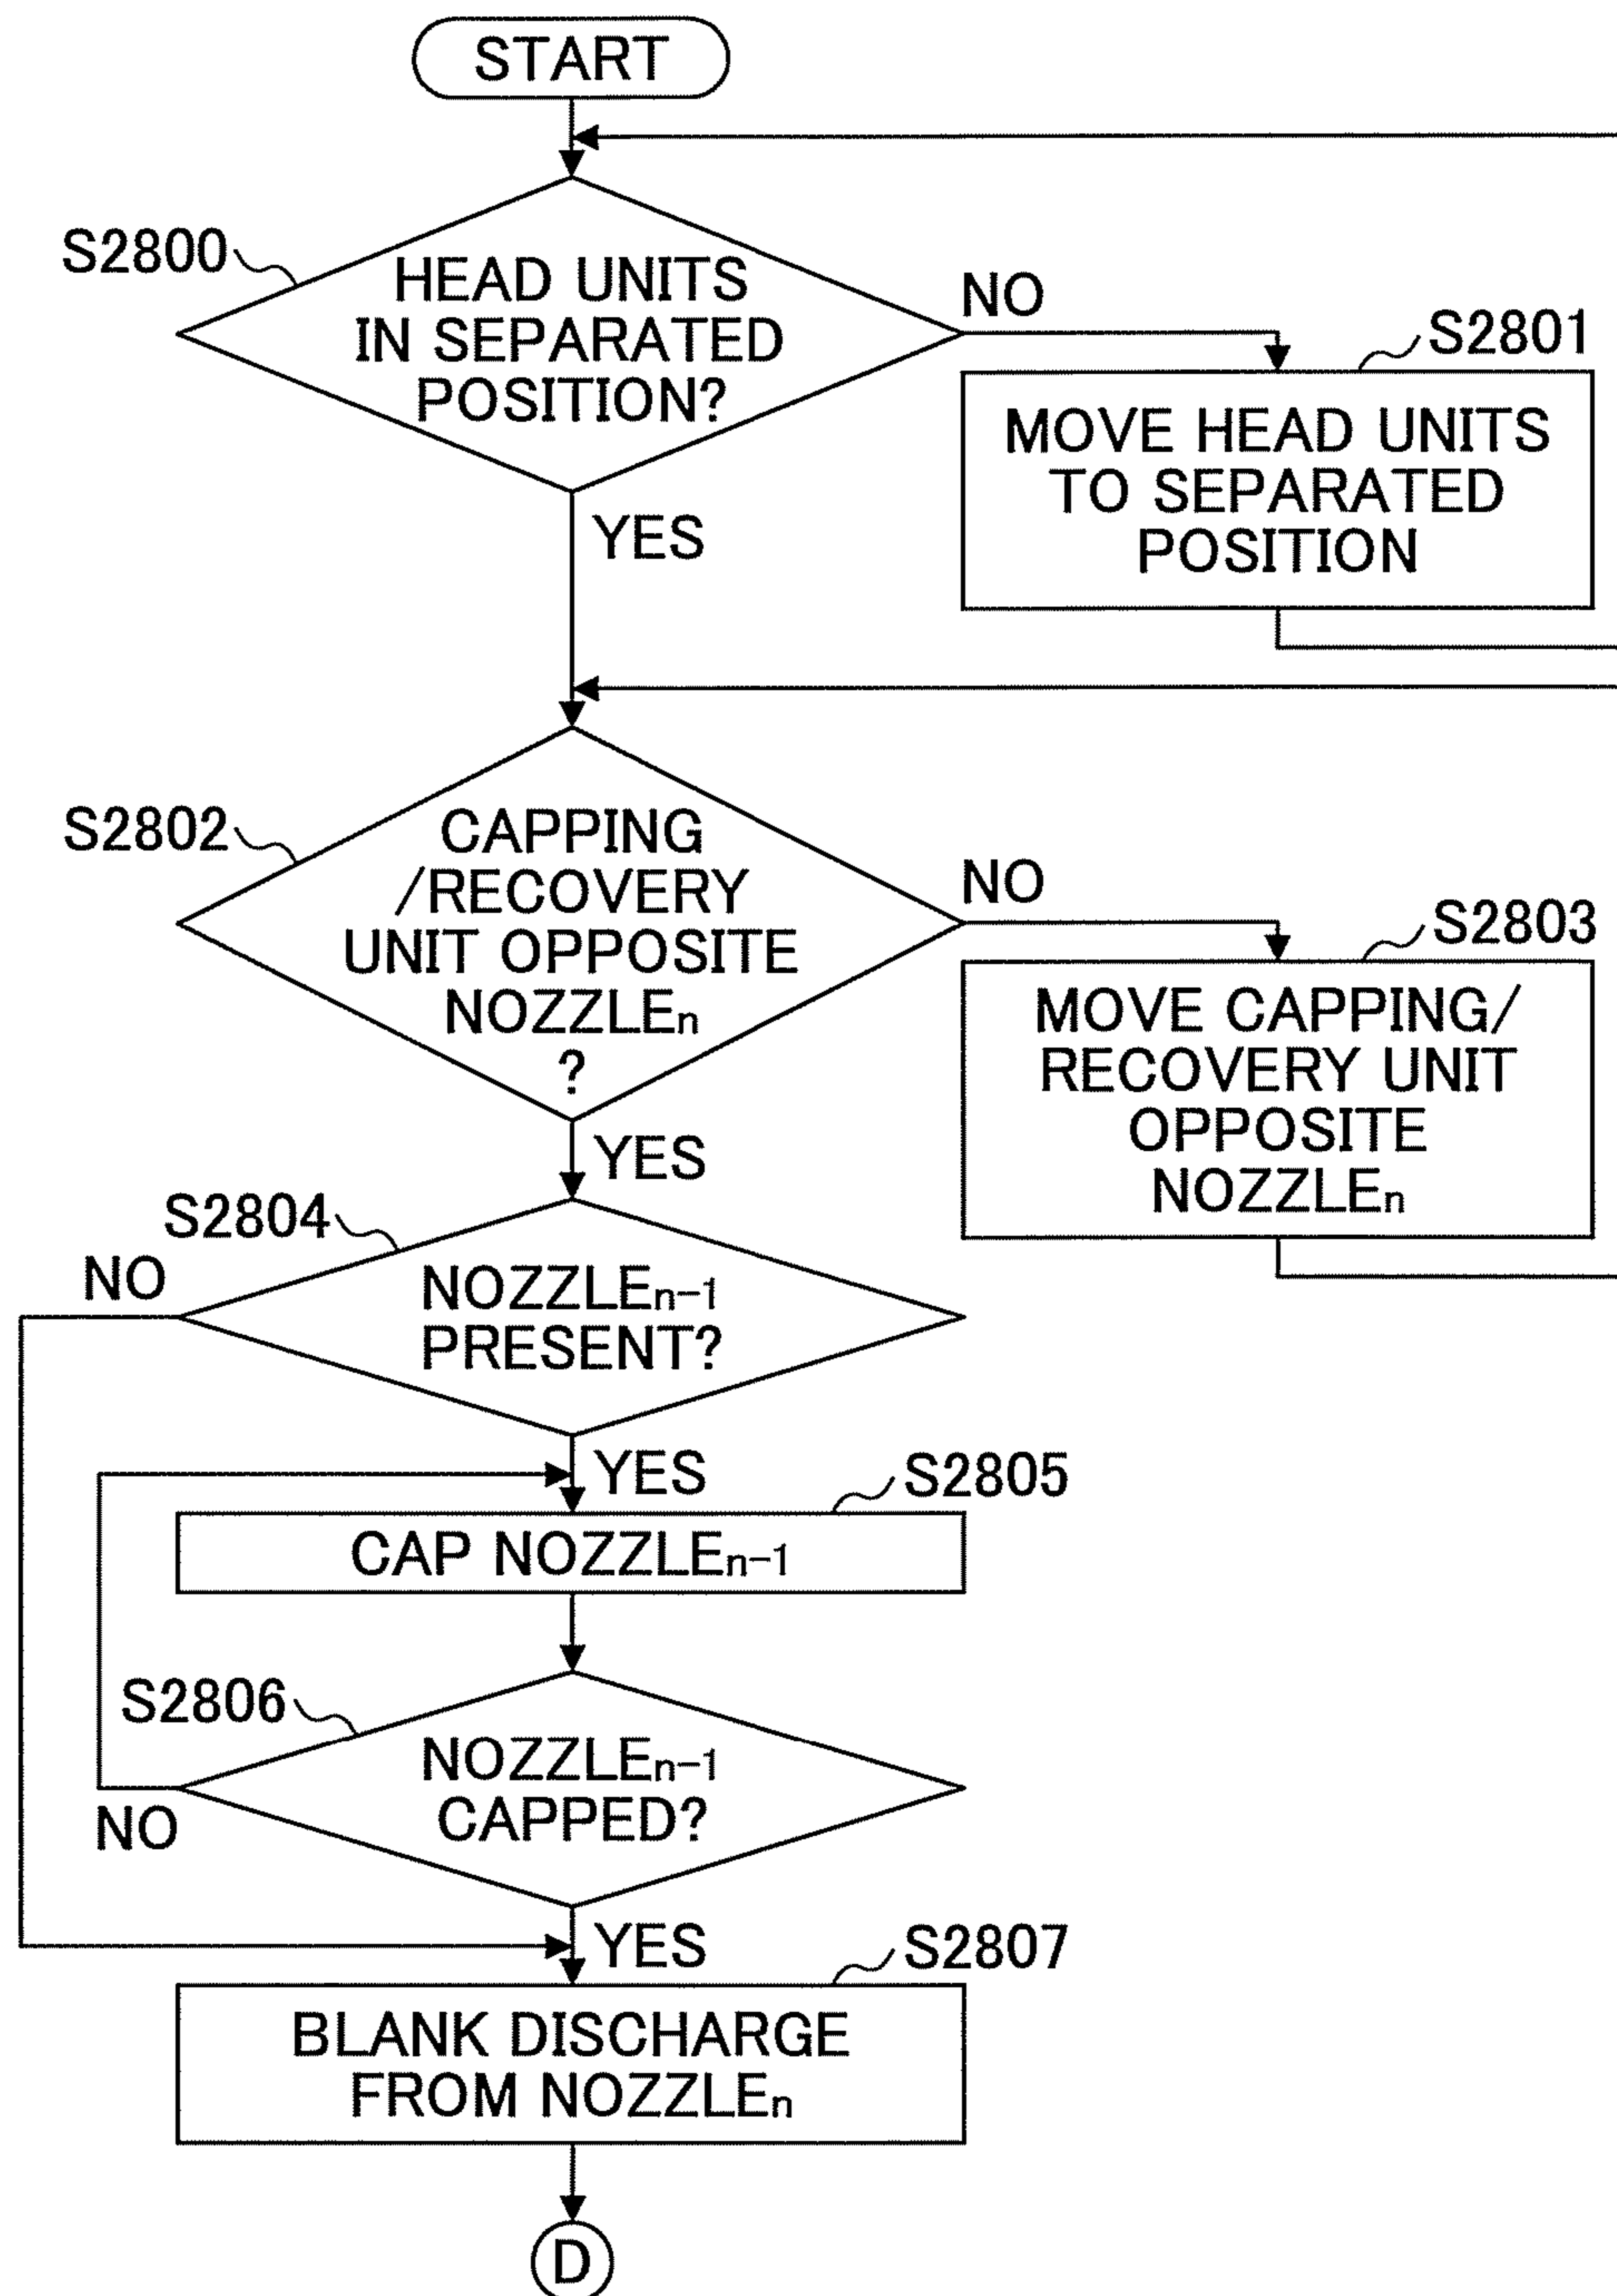 START
S2800
HEAD UNITS
IN SEPARATED
POSITION?
NO
S2801
MOVE HEAD UNITS
TO SEPARATED
POSITION
YES
S2802
CAPPING
/RECOVERY
UNIT OPPOSITE
NOZZLEₙ
?
NO
S2803
MOVE CAPPING/
RECOVERY UNIT
OPPOSITE
NOZZLEₙ
YES
S2804
NO
NOZZLEₙ₋₁
PRESENT?
YES
S2805
CAP NOZZLEₙ₋₁
S2806
NOZZLEₙ₋₁
CAPPED?
NO
YES
S2807
BLANK DISCHARGE
FROM NOZZLEₙ
D